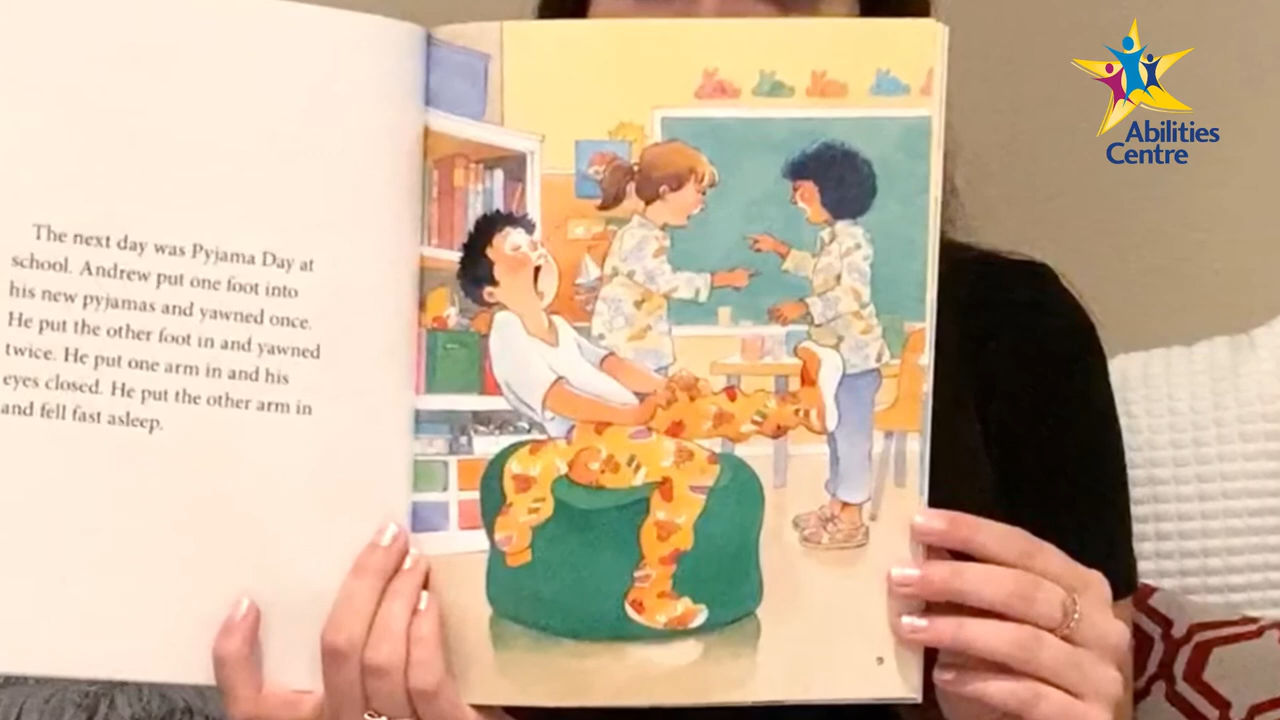 The next day was Pyjama Day at
school. Andrew put one foot into
his new pyjamas and yawned once.
He put the other foot in and yawned
twice. He put one arm in and his
eyes closed. He put the other arm in
and fell fast asleep.
9
Abilities
Centre